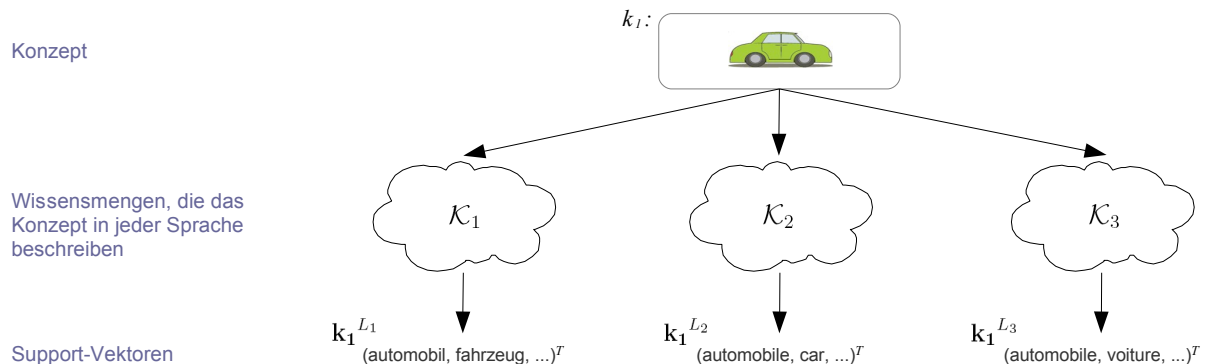 k₁:
Konzept
Wissensmengen, die das
Konzept in jeder Sprache
beschreiben
𝒦₁ 𝒦₂ 𝒦₃
k₁^L₁ k₁^L₂ k₁^L₃
Support-Vektoren (automobil, fahrzeug, ...)^T (automobile, car, ...)^T (automobile, voiture, ...)^T